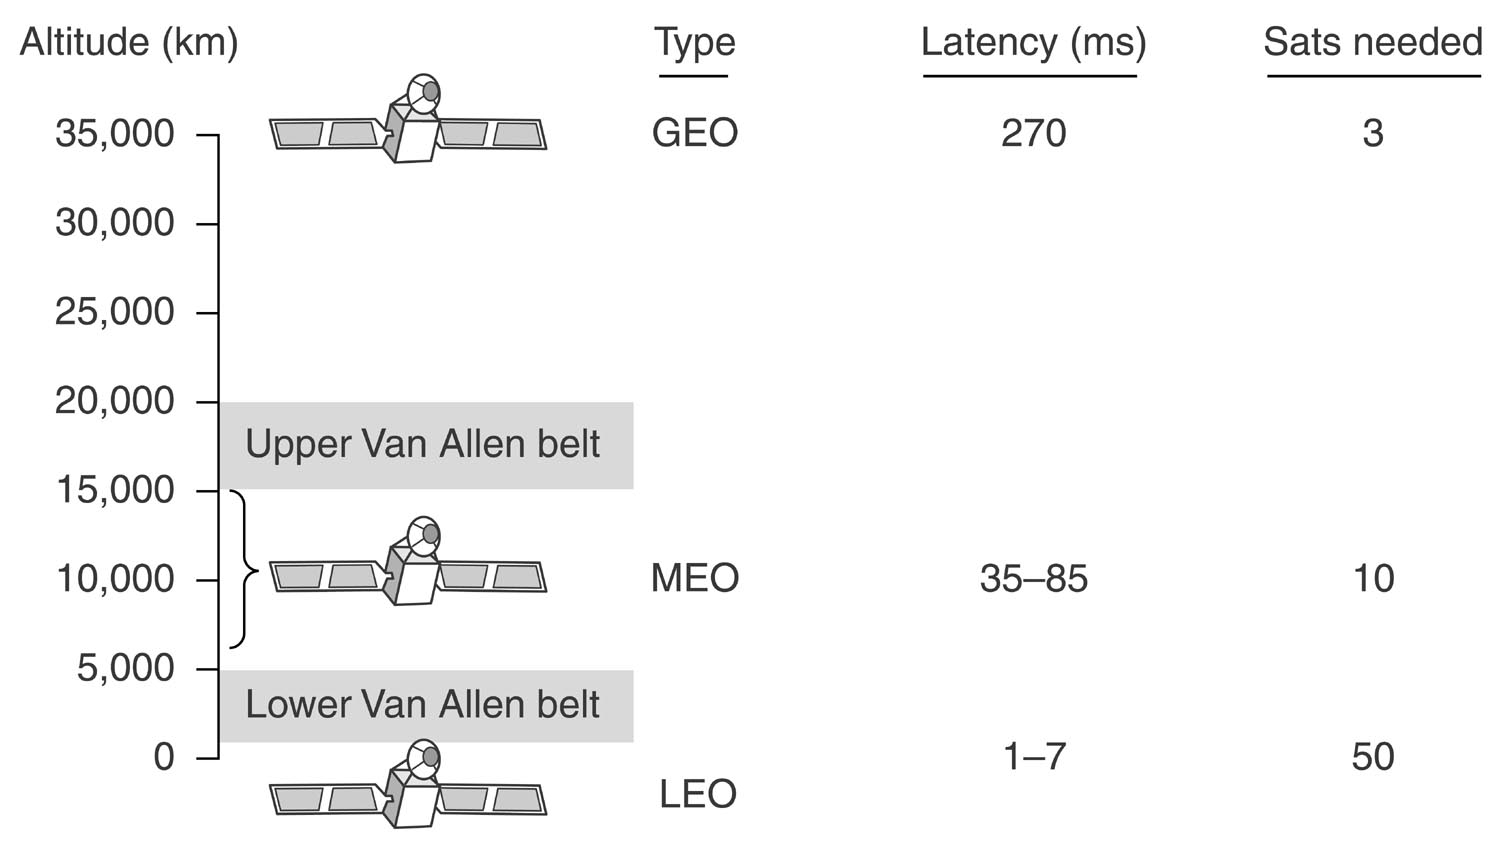 Altitude (km) Type Latency (ms) Sats needed
35,000 GEO 270 3
30,000
25,000
20,000
Upper Van Allen belt
15,000
10,000 MEO 35–85 10
5,000
Lower Van Allen belt
0 1–7 50
LEO